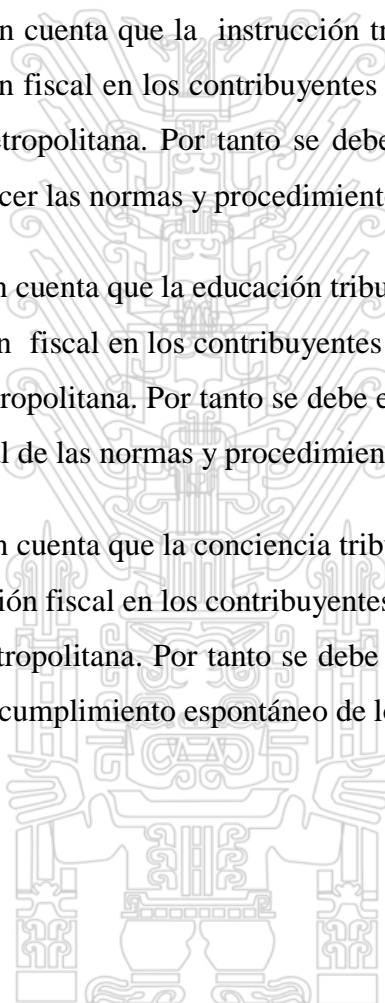 n cuenta que la instrucción tr
n fiscal en los contribuyentes
etropolitana. Por tanto se debe
cer las normas y procedimient
n cuenta que la educación tribu
n fiscal en los contribuyentes
tropolitana. Por tanto se debe e
l de las normas y procedimien
n cuenta que la conciencia tribu
ión fiscal en los contribuyentes
tropolitana. Por tanto se debe
cumplimiento espontáneo de l